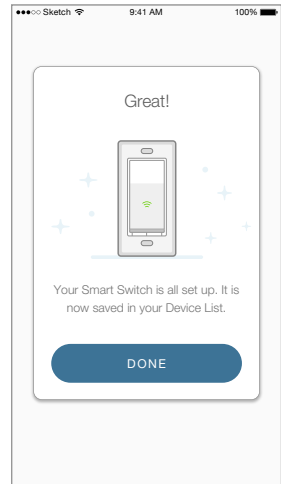 Sketch 9:41 AM 100%
Great!
Your Smart Switch is all set up. It is
now saved in your Device List.
DONE